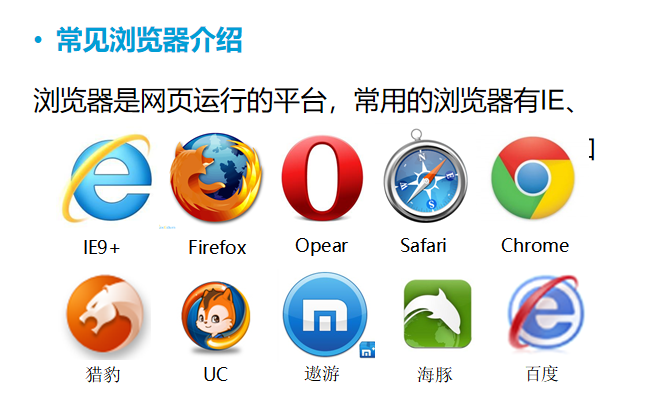 • 常见浏览器介绍
浏览器是网页运行的平台，常用的浏览器有IE、
IE9+ Firefox Opear Safari Chrome
猎豹 UC 遨游 海豚 百度